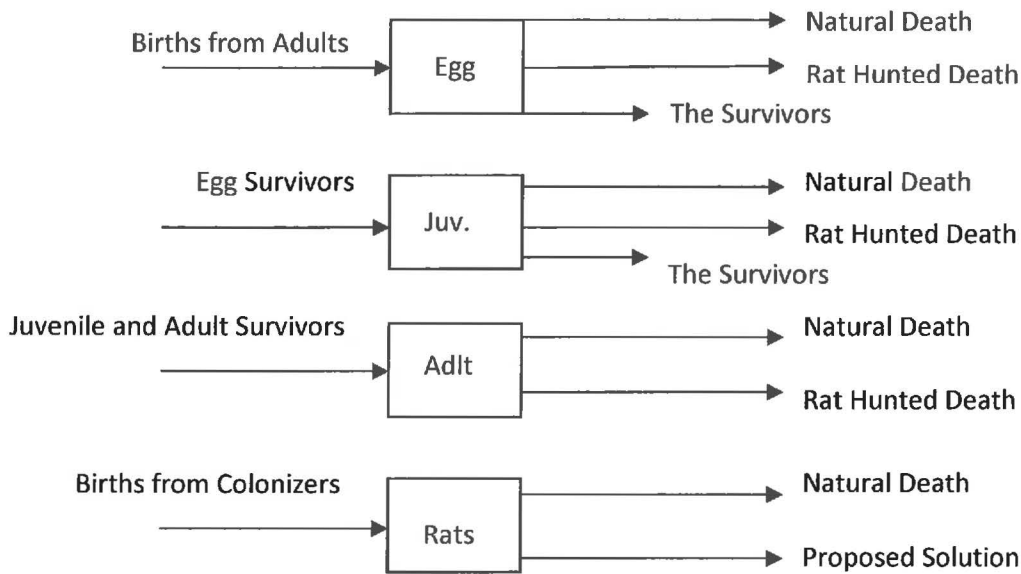 Natural Death
Births from Adults
Egg
Rat Hunted Death
The Survivors
Egg Survivors
Natural Death
Juv.
Rat Hunted Death
The Survivors
Juvenile and Adult Survivors
Natural Death
Adlt
Rat Hunted Death
Births from Colonizers
Natural Death
Rats
Proposed Solution